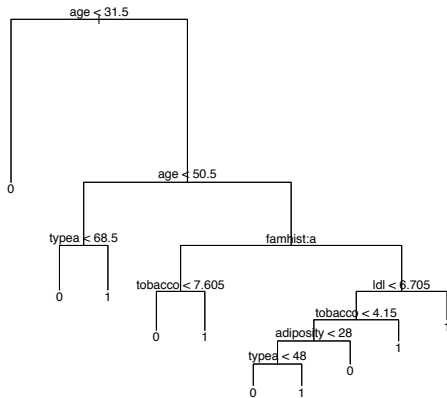 age < 31.5
0
age < 50.5
typea < 68.5
0
1
famhist:a
tobacco < 7.605
0
1
ldl < 6.705
tobacco < 4.15
adiposity < 28
typea < 48
0
1
0
1
1